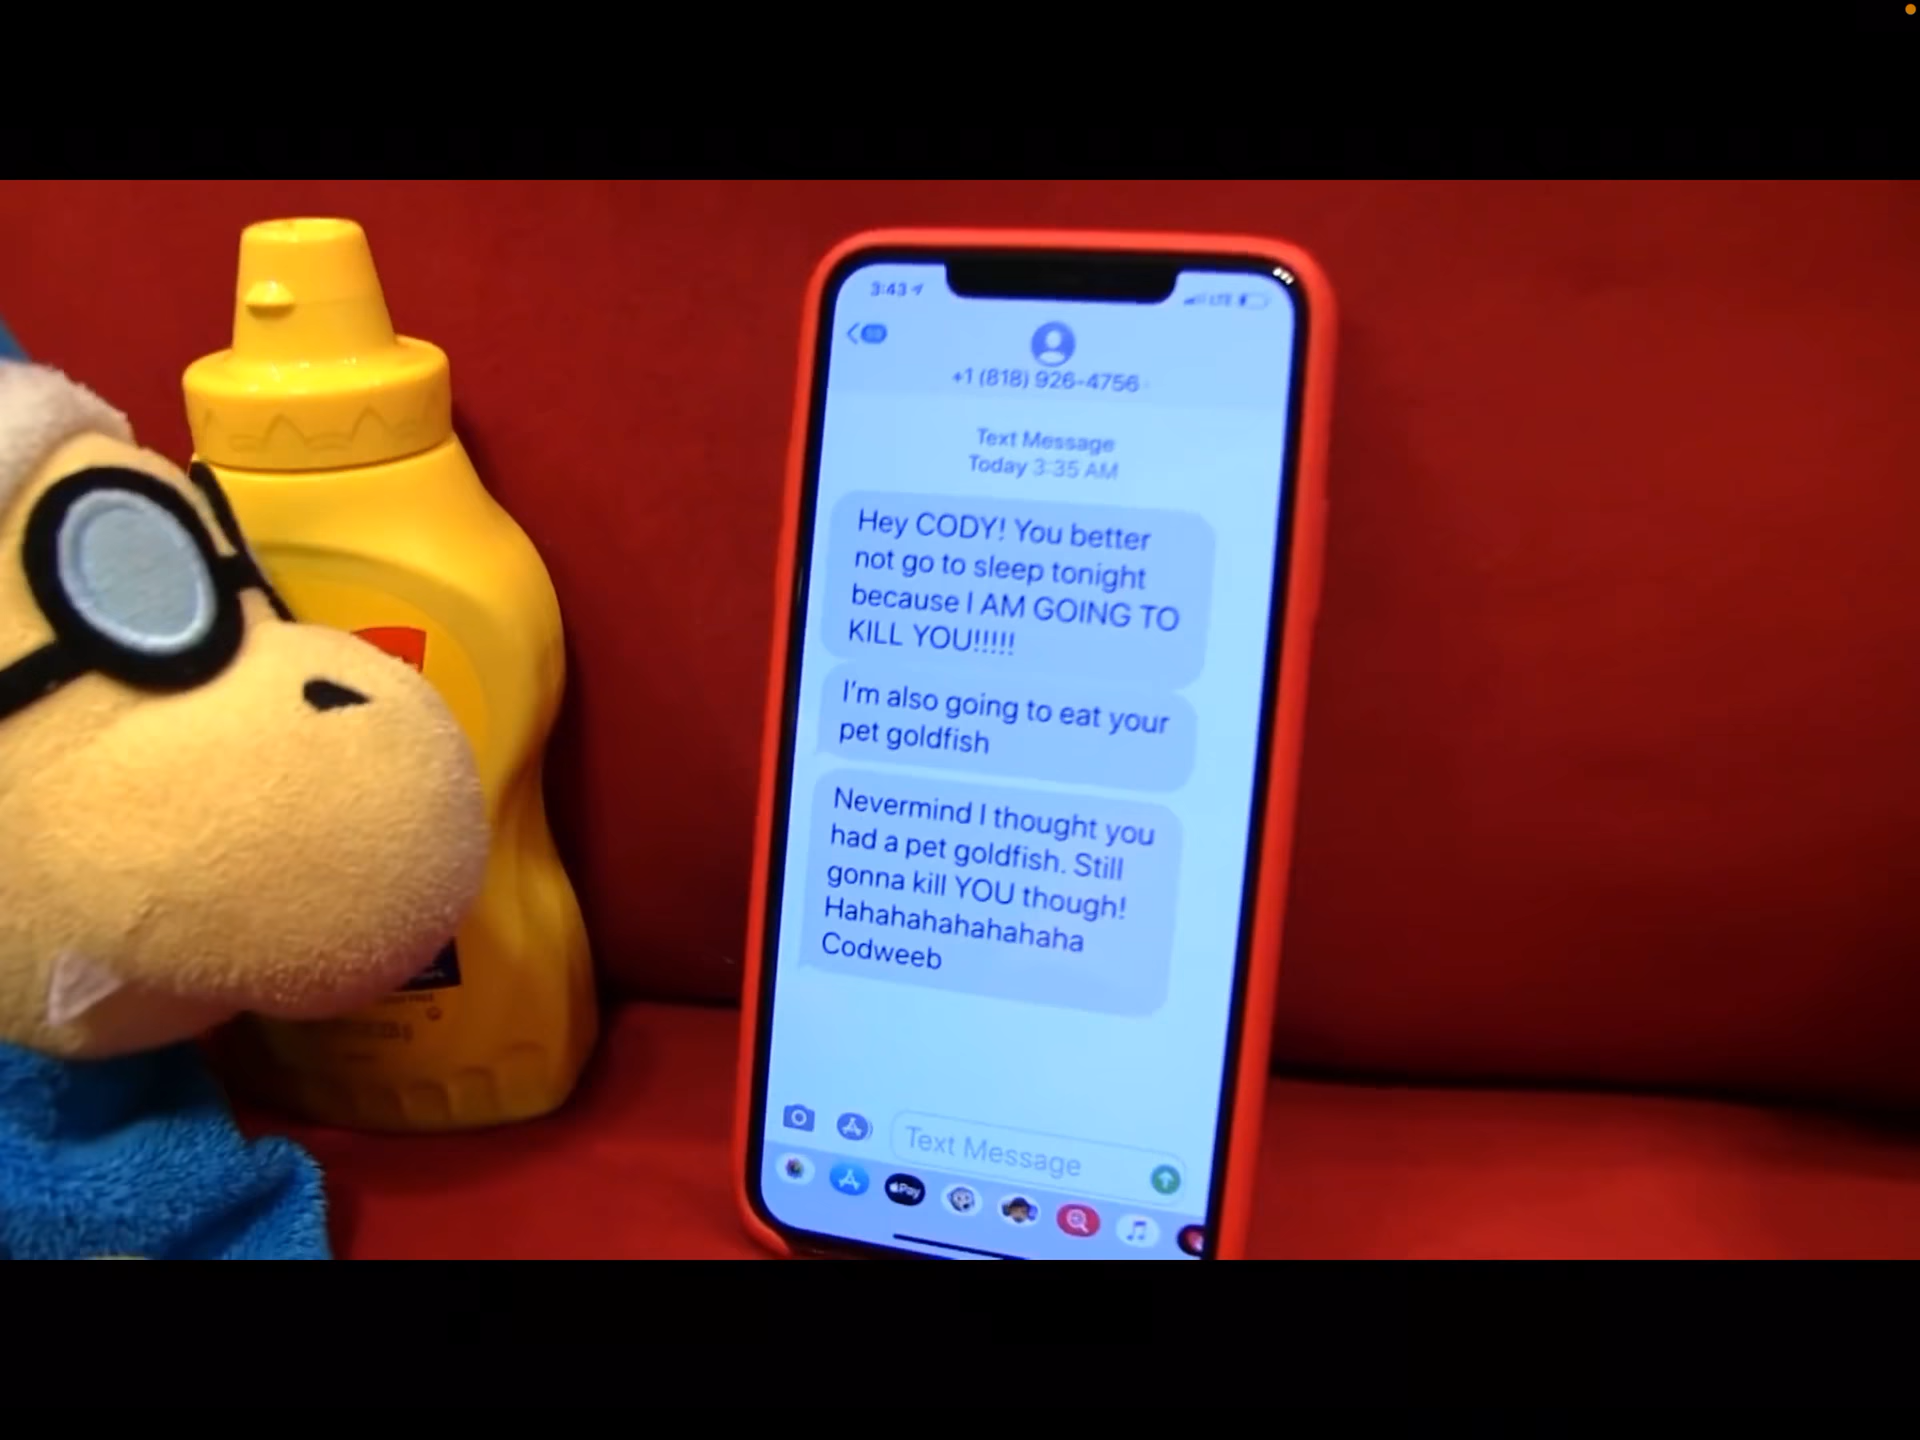 3:43
LTE
+1 (818) 926-4756
Text Message
Today 3:35 AM
Hey CODY! You better
not go to sleep tonight
because I AM GOING TO
KILL YOU!!!!!
I'm also going to eat your
pet goldfish
Nevermind I thought you
had a pet goldfish. Still
gonna kill YOU though!
Hahahahahahahaha
Codweeb
Text Message
Pay